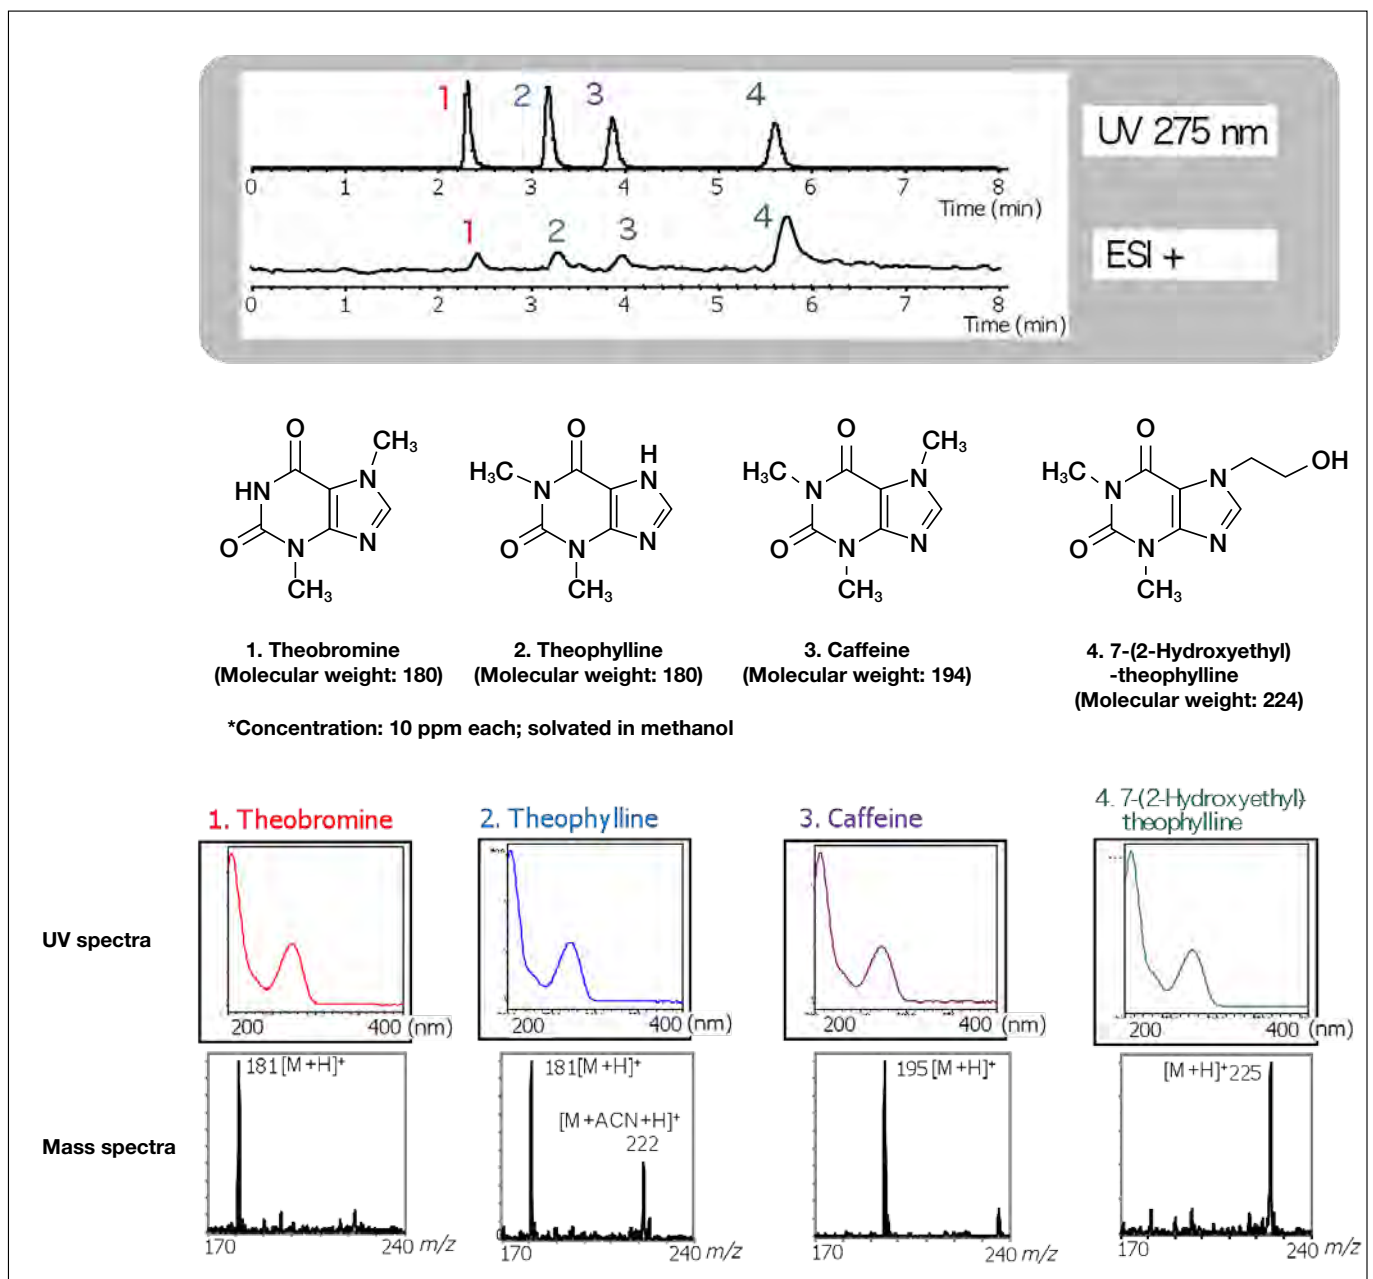 1 2 3 4
UV 275 nm
0 1 2 3 4 5 6 7 8
Time (min)
1 2 3 4
ESI +
0 1 2 3 4 5 6 7 8
Time (min)
O CH₃ HN O N N N CH₃
O H H₃C N N O N N CH₃
O CH₃ H₃C N N O N N CH₃
O OH H₃C N N O N N CH₃
1. Theobromine
(Molecular weight: 180)
2. Theophylline
(Molecular weight: 180)
3. Caffeine
(Molecular weight: 194)
4. 7-(2-Hydroxyethyl)
-theophylline
(Molecular weight: 224)
*Concentration: 10 ppm each; solvated in methanol
1. Theobromine
2. Theophylline
3. Caffeine
4. 7-(2-Hydroxyethyl)-
theophylline
UV spectra
200 400 (nm)
200 400 (nm)
200 400 (nm)
200 400 (nm)
Mass spectra
181[M+H]⁺
170 240 m/z
181[M+H]⁺
[M+ACN+H]⁺
222
170 240 m/z
195[M+H]⁺
170 240 m/z
[M+H]⁺225
170 240 m/z